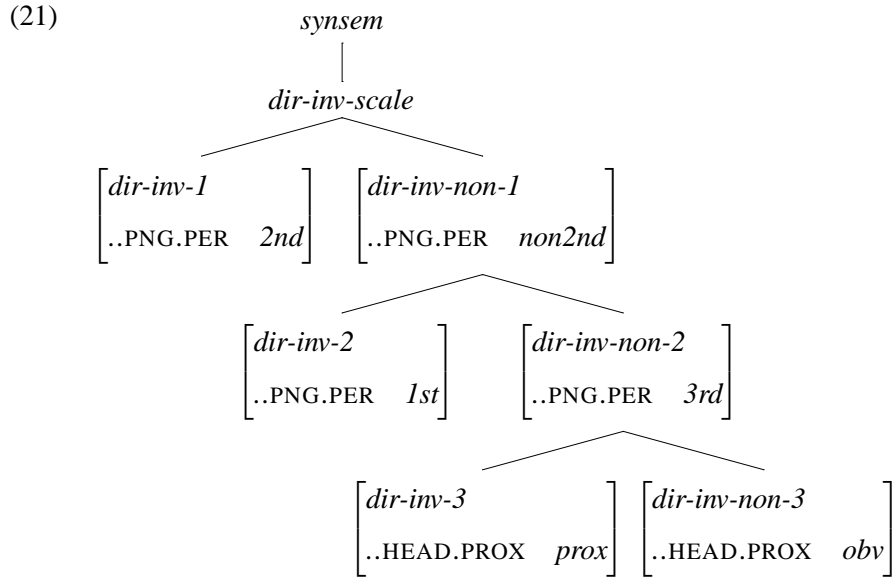 (21) synsem
dir-inv-scale
dir-inv-1 dir-inv-non-1
..PNG.PER 2nd ..PNG.PER non2nd
dir-inv-2 dir-inv-non-2
..PNG.PER 1st ..PNG.PER 3rd
dir-inv-3 dir-inv-non-3
..HEAD.PROX prox ..HEAD.PROX obv